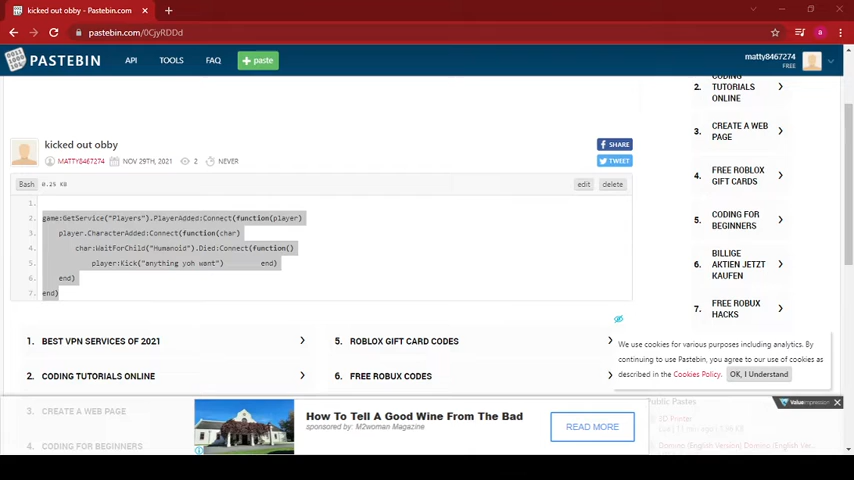 kicked out obby - Pastebin.com
pastebin.com/0CjyRDDd
a
PASTEBIN
API
TOOLS
FAQ
paste
matty8467274
FREE
CODING
2. TUTORIALS
ONLINE
3. CREATE A WEB
PAGE
4. FREE ROBLOX
GIFT CARDS
5. CODING FOR
BEGINNERS
6. BILLIGE
AKTIEN JETZT
KAUFEN
7. FREE ROBUX
HACKS
kicked out obby
MATTY8467274 NOV 29TH, 2021 2 NEVER
SHARE
TWEET
Bash 0.25 KB
edit
delete
1.
2. game:GetService("Players").PlayerAdded:Connect(function(player)
3. player.CharacterAdded:Connect(function(char)
4. char:WaitForChild("Humanoid").Died:Connect(function()
5. player:Kick("anything yoh want") end)
6. end)
7. end)
1. BEST VPN SERVICES OF 2021
5. ROBLOX GIFT CARD CODES
2. CODING TUTORIALS ONLINE
6. FREE ROBUX CODES
3. CREATE A WEB PAGE
4. CODING FOR BEGINNERS
We use cookies for various purposes including analytics. By
continuing to use Pastebin, you agree to our use of cookies as
described in the Cookies Policy. OK, I Understand
Public Pastes
3D Printer
How To Tell A Good Wine From The Bad
sponsored by: M2woman Magazine
READ MORE
ValueImpression